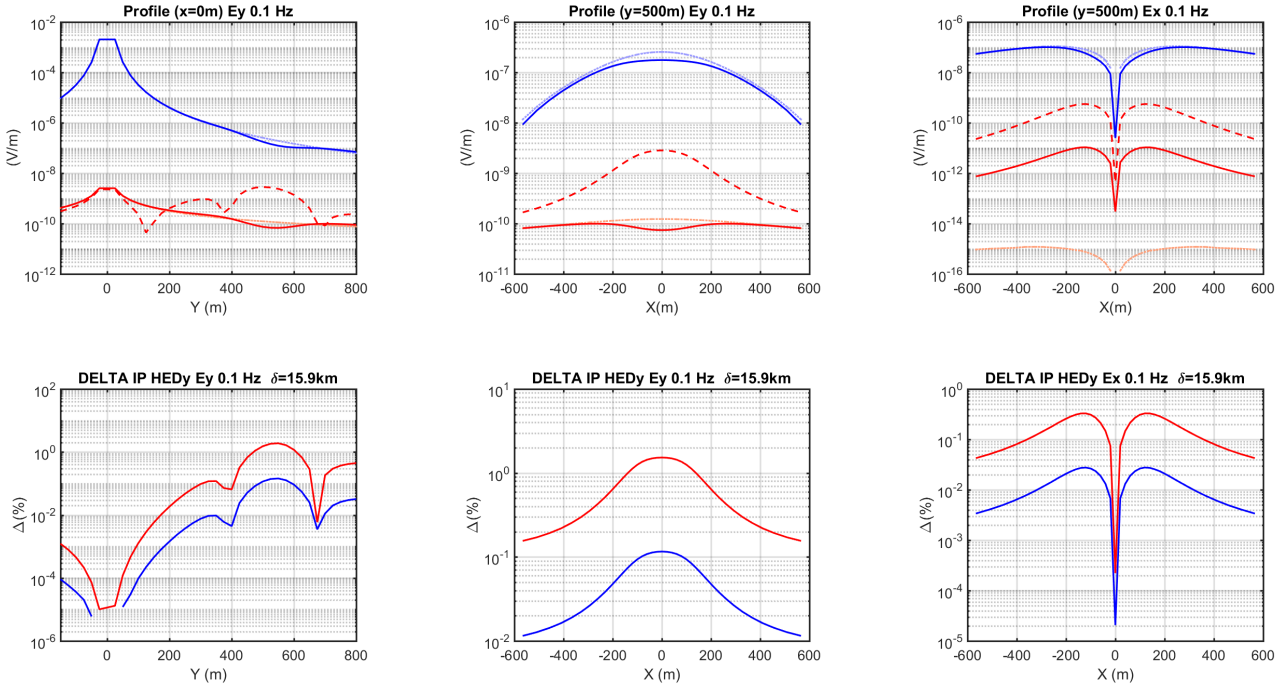 Profile (x=0m) Ey 0.1 Hz
10^-2
10^-4
10^-6
10^-8
10^-10
10^-12
(V/m)
0 200 400 600 800
Y (m)
Profile (y=500m) Ey 0.1 Hz
10^-6
10^-7
10^-8
10^-9
10^-10
10^-11
(V/m)
-600 -400 -200 0 200 400 600
X(m)
Profile (y=500m) Ex 0.1 Hz
10^-6
10^-8
10^-10
10^-12
10^-14
10^-16
(V/m)
-600 -400 -200 0 200 400 600
X(m)
DELTA IP HEDy Ey 0.1 Hz δ=15.9km
10^2
10^0
10^-2
10^-4
10^-6
Δ(%)
0 200 400 600 800
Y (m)
DELTA IP HEDy Ey 0.1 Hz δ=15.9km
10^1
10^0
10^-1
10^-2
Δ(%)
-600 -400 -200 0 200 400 600
X (m)
DELTA IP HEDy Ex 0.1 Hz δ=15.9km
10^0
10^-1
10^-2
10^-3
10^-4
10^-5
Δ(%)
-600 -400 -200 0 200 400 600
X (m)